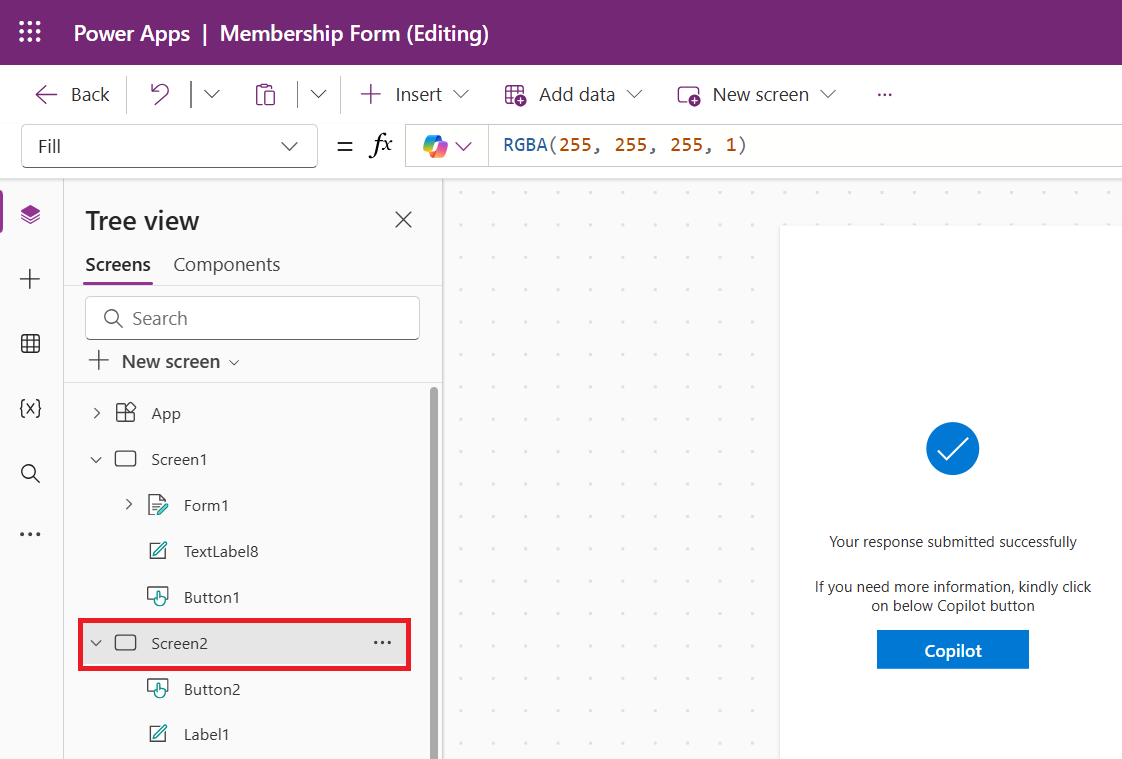 Power Apps | Membership Form (Editing)
Back
Insert
Add data
New screen
...
Fill
= fx
RGBA(255, 255, 255, 1)
Tree view
Screens
Components
Search
New screen
App
Screen1
Form1
TextLabel8
Button1
Screen2
...
Button2
Label1
{x}
Your response submitted successfully
If you need more information, kindly click
on below Copilot button
Copilot